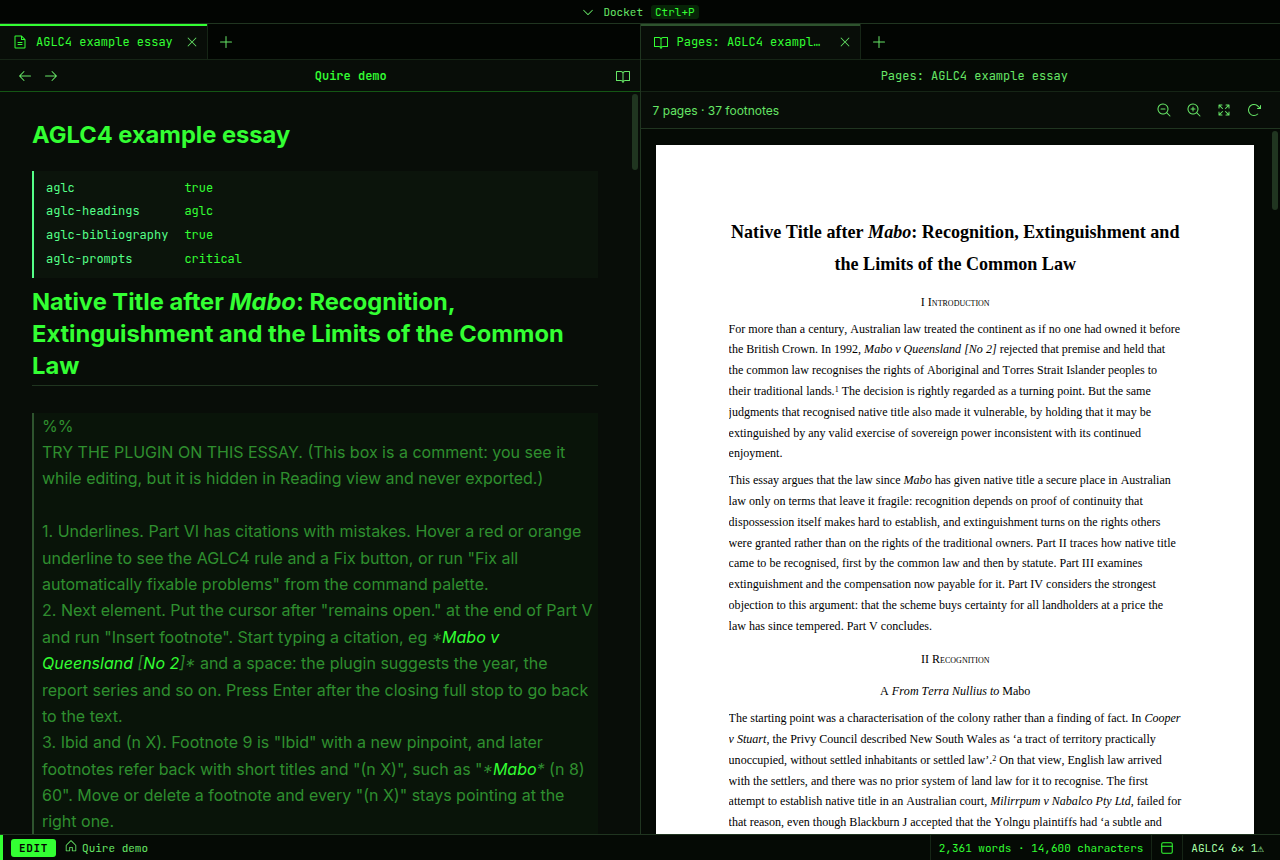 Docket Ctrl+P
AGLC4 example essay
Pages: AGLC4 exampl…
Quire demo
Pages: AGLC4 example essay
7 pages · 37 footnotes
AGLC4 example essay
aglc true
aglc-headings aglc
aglc-bibliography true
aglc-prompts critical
Native Title after Mabo: Recognition,
Extinguishment and the Limits of the Common
Law
%%
TRY THE PLUGIN ON THIS ESSAY. (This box is a comment: you see it
while editing, but it is hidden in Reading view and never exported.)
1. Underlines. Part VI has citations with mistakes. Hover a red or orange
underline to see the AGLC4 rule and a Fix button, or run "Fix all
automatically fixable problems" from the command palette.
2. Next element. Put the cursor after "remains open." at the end of Part V
and run "Insert footnote". Start typing a citation, eg *Mabo v
Queensland [No 2]* and a space: the plugin suggests the year, the
report series and so on. Press Enter after the closing full stop to go back
to the text.
3. Ibid and (n X). Footnote 9 is "Ibid" with a new pinpoint, and later
footnotes refer back with short titles and "(n X)", such as "*Mabo* (n 8)
60". Move or delete a footnote and every "(n X)" stays pointing at the
right one.
Native Title after Mabo: Recognition, Extinguishment and
the Limits of the Common Law
I Introduction
For more than a century, Australian law treated the continent as if no one had owned it before
the British Crown. In 1992, Mabo v Queensland [No 2] rejected that premise and held that
the common law recognises the rights of Aboriginal and Torres Strait Islander peoples to
their traditional lands.1 The decision is rightly regarded as a turning point. But the same
judgments that recognised native title also made it vulnerable, by holding that it may be
extinguished by any valid exercise of sovereign power inconsistent with its continued
enjoyment.
This essay argues that the law since Mabo has given native title a secure place in Australian
law only on terms that leave it fragile: recognition depends on proof of continuity that
dispossession itself makes hard to establish, and extinguishment turns on the rights others
were granted rather than on the rights of the traditional owners. Part II traces how native title
came to be recognised, first by the common law and then by statute. Part III examines
extinguishment and the compensation now payable for it. Part IV considers the strongest
objection to this argument: that the scheme buys certainty for all landholders at a price the
law has since tempered. Part V concludes.
II Recognition
A From Terra Nullius to Mabo
The starting point was a characterisation of the colony rather than a finding of fact. In Cooper
v Stuart, the Privy Council described New South Wales as ‘a tract of territory practically
unoccupied, without settled inhabitants or settled law’.2 On that view, English law arrived
with the settlers, and there was no prior system of land law for it to recognise. The first
attempt to establish native title in an Australian court, Milirrpum v Nabalco Pty Ltd, failed for
that reason, even though Blackburn J accepted that the Yolngu plaintiffs had ‘a subtle and
EDIT Quire demo
2,361 words · 14,600 characters
AGLC4 6× 1⚠